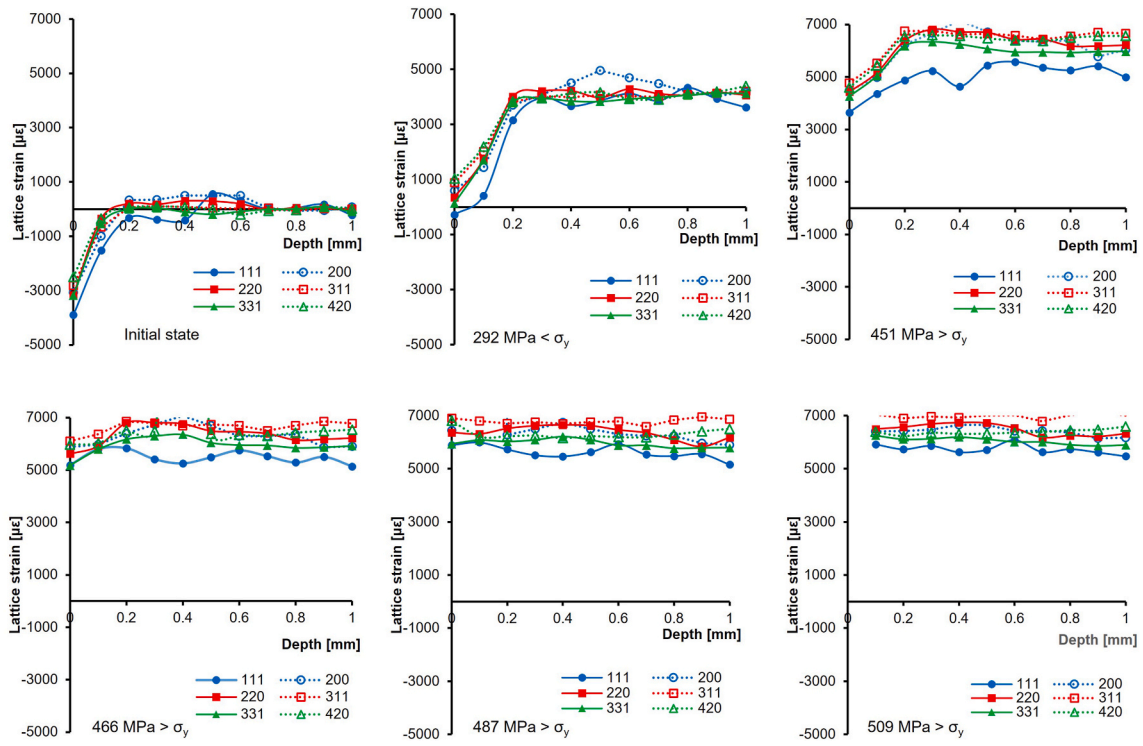 Lattice strain [µε]
7000
5000
3000
1000
-1000
-3000
-5000
0 0.2 0.4 0.6 0.8 1
Depth [mm]
111 200
220 311
331 420
Initial state
Lattice strain [µε]
7000
5000
3000
1000
-1000
-3000
-5000
0 0.2 0.4 0.6 0.8 1
Depth [mm]
111 200
220 311
331 420
292 MPa < σy
Lattice strain [µε]
7000
5000
3000
1000
-1000
-3000
-5000
0 0.2 0.4 0.6 0.8 1
Depth [mm]
111 200
220 311
331 420
451 MPa > σy
Lattice strain [µε]
7000
5000
3000
1000
-1000
-3000
-5000
0 0.2 0.4 0.6 0.8 1
Depth [mm]
111 200
220 311
331 420
466 MPa > σy
Lattice strain [µε]
7000
5000
3000
1000
-1000
-3000
-5000
0 0.2 0.4 0.6 0.8 1
Depth [mm]
111 200
220 311
331 420
487 MPa > σy
Lattice strain [µε]
7000
5000
3000
1000
-1000
-3000
-5000
0 0.2 0.4 0.6 0.8 1
Depth [mm]
111 200
220 311
331 420
509 MPa > σy